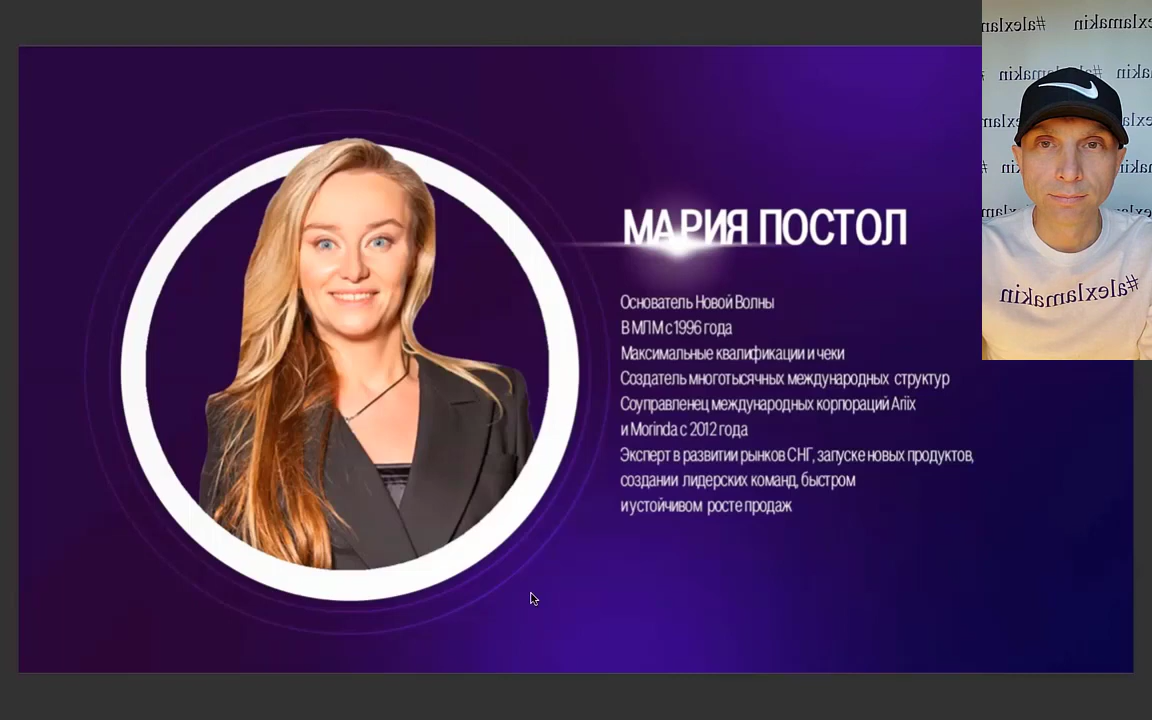 МАРИЯ ПОСТОЛ
Основатель Новой Волны
В МЛМ с 1996 года
Максимальные квалификации и чеки
Создатель многотысячных международных структур
Соуправленец международных корпораций Ariix
и Morinda с 2012 года
Эксперт в развитии рынков СНГ, запуске новых продуктов,
создании лидерских команд, быстром
и устойчивом росте продаж
#alexlamakin
#alexlamakin